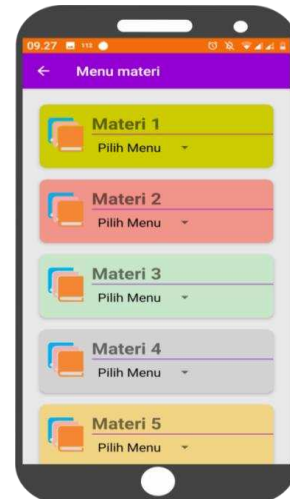 09.27
Menu materi
Materi 1
Pilih Menu
Materi 2
Pilih Menu
Materi 3
Pilih Menu
Materi 4
Pilih Menu
Materi 5
Pilih Menu